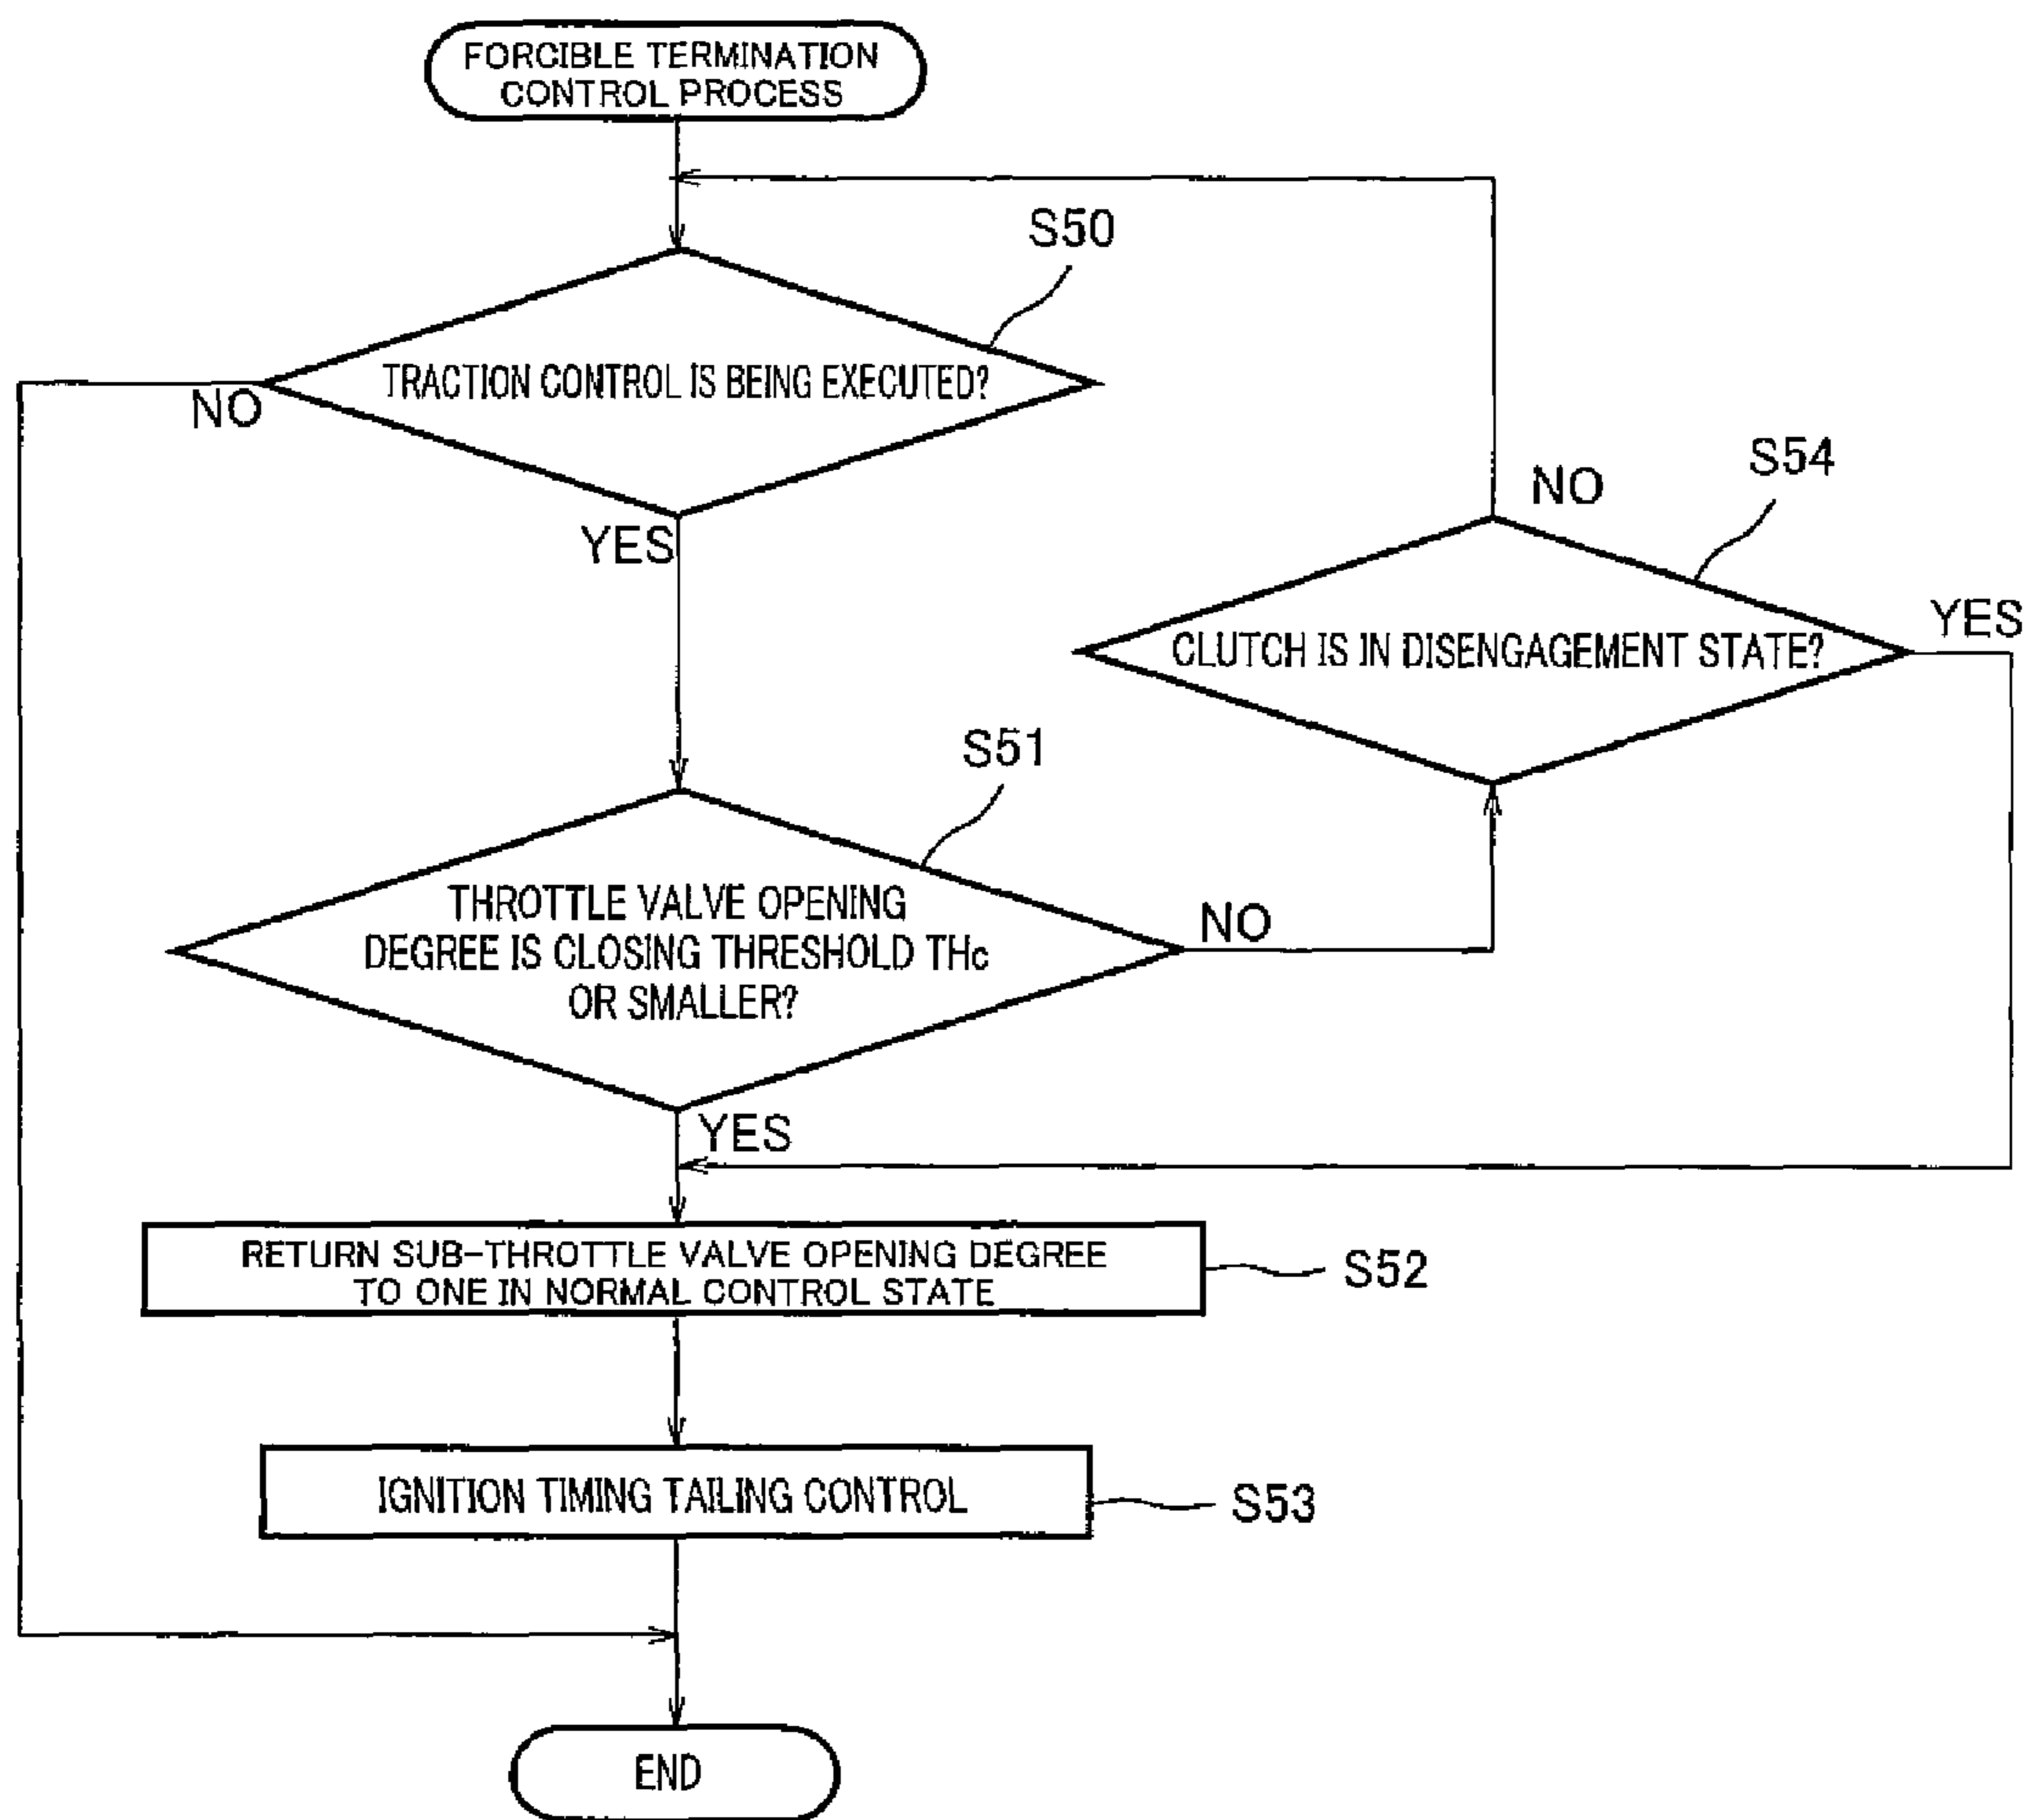 FORCIBLE TERMINATION
CONTROL PROCESS
S50
TRACTION CONTROL IS BEING EXECUTED?
NO
YES
S54
NO
YES
CLUTCH IS IN DISENGAGEMENT STATE?
S51
THROTTLE VALVE OPENING
DEGREE IS CLOSING THRESHOLD THc
OR SMALLER?
NO
YES
RETURN SUB-THROTTLE VALVE OPENING DEGREE
TO ONE IN NORMAL CONTROL STATE
S52
IGNITION TIMING TAILING CONTROL
S53
END